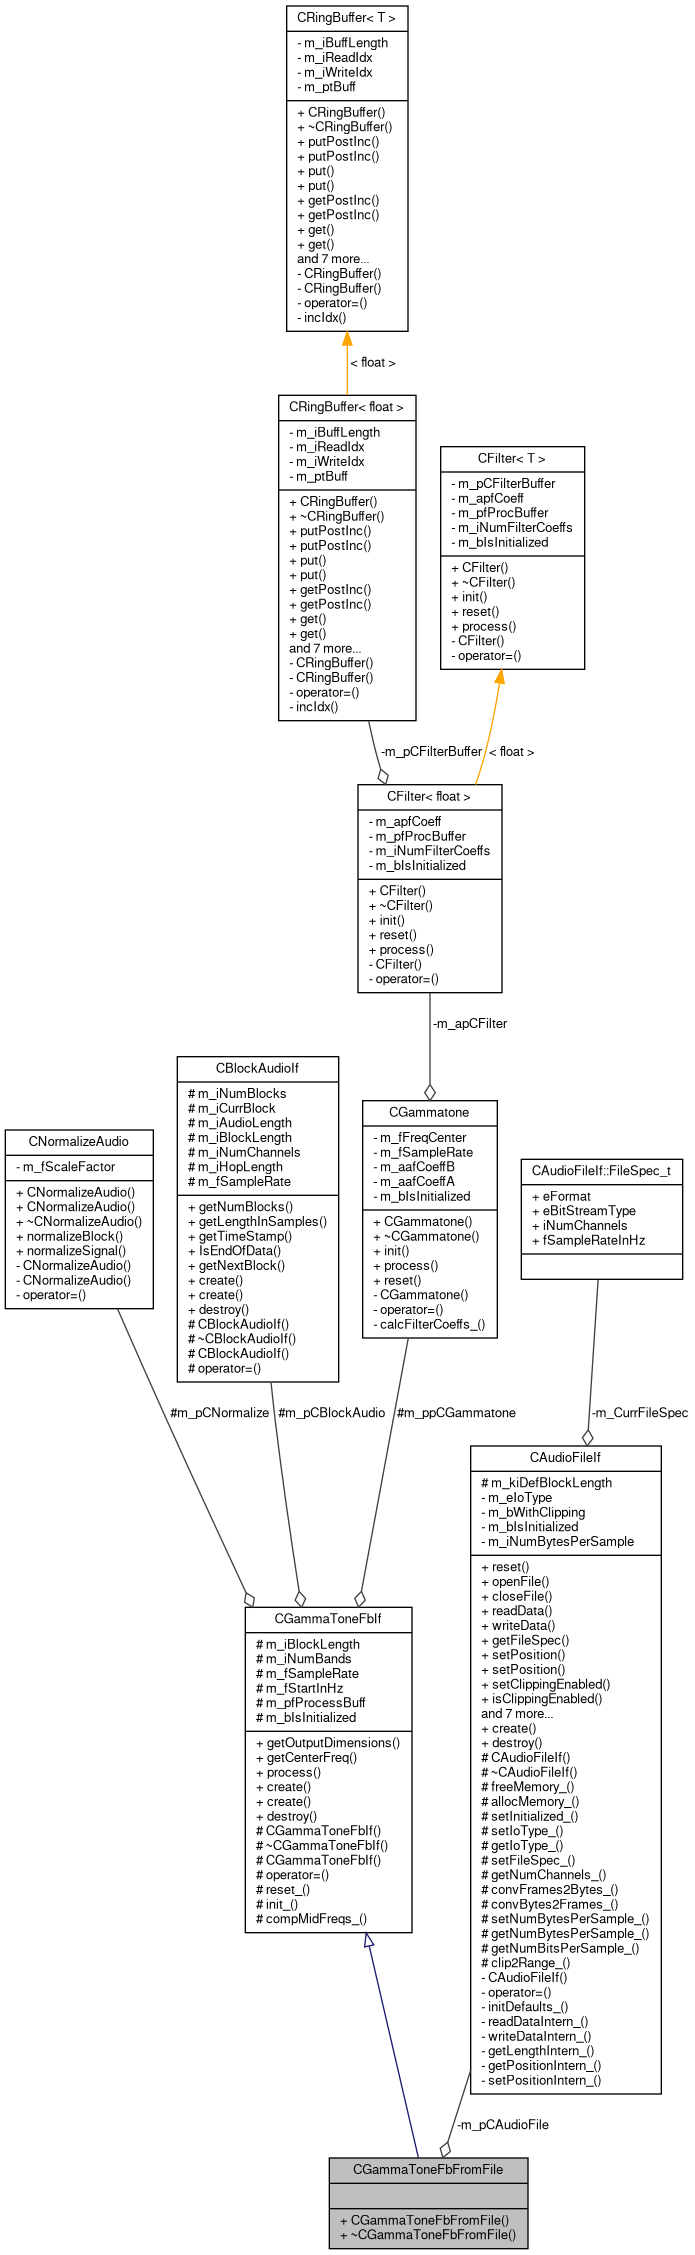 CRingBuffer< T >
- m_iBuffLength
- m_iReadIdx
- m_iWriteIdx
- m_ptBuff
+ CRingBuffer()
+ ~CRingBuffer()
+ putPostInc()
+ putPostInc()
+ put()
+ put()
+ getPostInc()
+ getPostInc()
+ get()
+ get()
and 7 more...
- CRingBuffer()
- CRingBuffer()
- operator=()
- incIdx()
< float >
CRingBuffer< float >
- m_iBuffLength
- m_iReadIdx
- m_iWriteIdx
- m_ptBuff
+ CRingBuffer()
+ ~CRingBuffer()
+ putPostInc()
+ putPostInc()
+ put()
+ put()
+ getPostInc()
+ getPostInc()
+ get()
+ get()
and 7 more...
- CRingBuffer()
- CRingBuffer()
- operator=()
- incIdx()
CFilter< T >
- m_pCFilterBuffer
- m_apfCoeff
- m_pfProcBuffer
- m_iNumFilterCoeffs
- m_bIsInitialized
+ CFilter()
+ ~CFilter()
+ init()
+ reset()
+ process()
- CFilter()
- operator=()
-m_pCFilterBuffer
< float >
CFilter< float >
- m_apfCoeff
- m_pfProcBuffer
- m_iNumFilterCoeffs
- m_bIsInitialized
+ CFilter()
+ ~CFilter()
+ init()
+ reset()
+ process()
- CFilter()
- operator=()
-m_apCFilter
CNormalizeAudio
- m_fScaleFactor
+ CNormalizeAudio()
+ CNormalizeAudio()
+ ~CNormalizeAudio()
+ normalizeBlock()
+ normalizeSignal()
- CNormalizeAudio()
- CNormalizeAudio()
- operator=()
CBlockAudioIf
# m_iNumBlocks
# m_iCurrBlock
# m_iAudioLength
# m_iBlockLength
# m_iNumChannels
# m_iHopLength
# m_fSampleRate
+ getNumBlocks()
+ getLengthInSamples()
+ getTimeStamp()
+ IsEndOfData()
+ getNextBlock()
+ create()
+ create()
+ destroy()
# CBlockAudioIf()
# ~CBlockAudioIf()
# CBlockAudioIf()
# operator=()
CGammatone
- m_fFreqCenter
- m_fSampleRate
- m_aafCoeffB
- m_aafCoeffA
- m_bIsInitialized
+ CGammatone()
+ ~CGammatone()
+ init()
+ process()
+ reset()
- CGammatone()
- operator=()
- calcFilterCoeffs_()
CAudioFileIf::FileSpec_t
+ eFormat
+ eBitStreamType
+ iNumChannels
+ fSampleRateInHz
#m_pCNormalize
#m_pCBlockAudio
#m_ppCGammatone
-m_CurrFileSpec
CGammaToneFbIf
# m_iBlockLength
# m_iNumBands
# m_fSampleRate
# m_fStartInHz
# m_pfProcessBuff
# m_bIsInitialized
+ getOutputDimensions()
+ getCenterFreq()
+ process()
+ create()
+ create()
+ destroy()
# CGammaToneFbIf()
# ~CGammaToneFbIf()
# CGammaToneFbIf()
# operator=()
# reset_()
# init_()
# compMidFreqs_()
CAudioFileIf
# m_kiDefBlockLength
- m_eIoType
- m_bWithClipping
- m_bIsInitialized
- m_iNumBytesPerSample
+ reset()
+ openFile()
+ closeFile()
+ readData()
+ writeData()
+ getFileSpec()
+ setPosition()
+ setPosition()
+ setClippingEnabled()
+ isClippingEnabled()
and 7 more...
+ create()
+ destroy()
# CAudioFileIf()
# ~CAudioFileIf()
# freeMemory_()
# allocMemory_()
# setInitialized_()
# setIoType_()
# getIoType_()
# setFileSpec_()
# getNumChannels_()
# convFrames2Bytes_()
# convBytes2Frames_()
# setNumBytesPerSample_()
# getNumBytesPerSample_()
# getNumBitsPerSample_()
# clip2Range_()
- CAudioFileIf()
- operator=()
- initDefaults_()
- readDataIntern_()
- writeDataIntern_()
- getLengthIntern_()
- getPositionIntern_()
- setPositionIntern_()
-m_pCAudioFile
CGammaToneFbFromFile
+ CGammaToneFbFromFile()
+ ~CGammaToneFbFromFile()